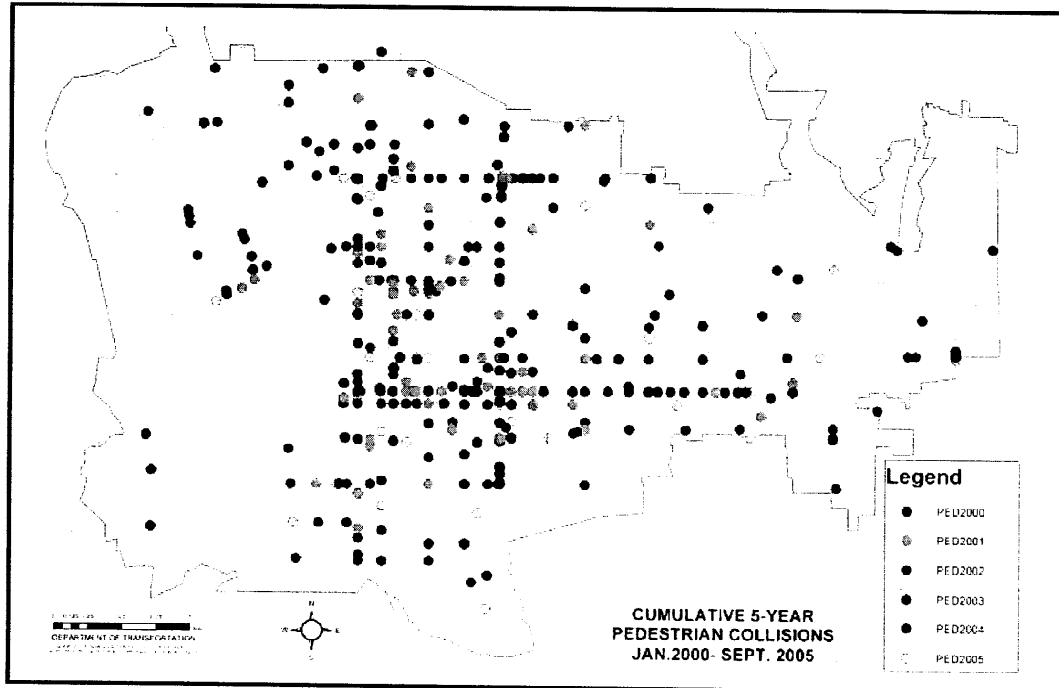 Legend
PED2000
PED2001
PED2002
PED2003
PED2004
PED2005
N
W
E
S
DEPARTMENT OF TRANSPORTATION
CUMULATIVE 5-YEAR
PEDESTRIAN COLLISIONS
JAN.2000- SEPT. 2005